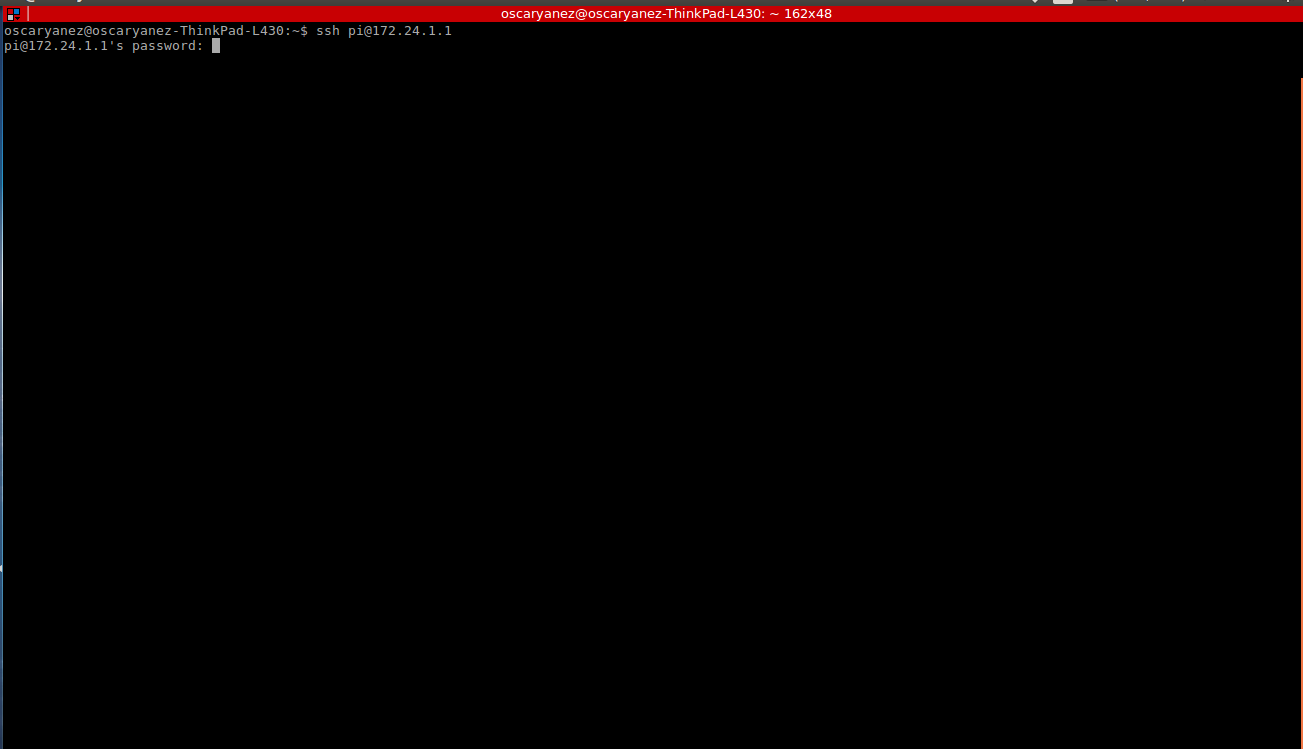 oscaryanez@oscaryanez-ThinkPad-L430: ~ 162x48
oscaryanez@oscaryanez-ThinkPad-L430:~$ ssh pi@172.24.1.1
pi@172.24.1.1's password: